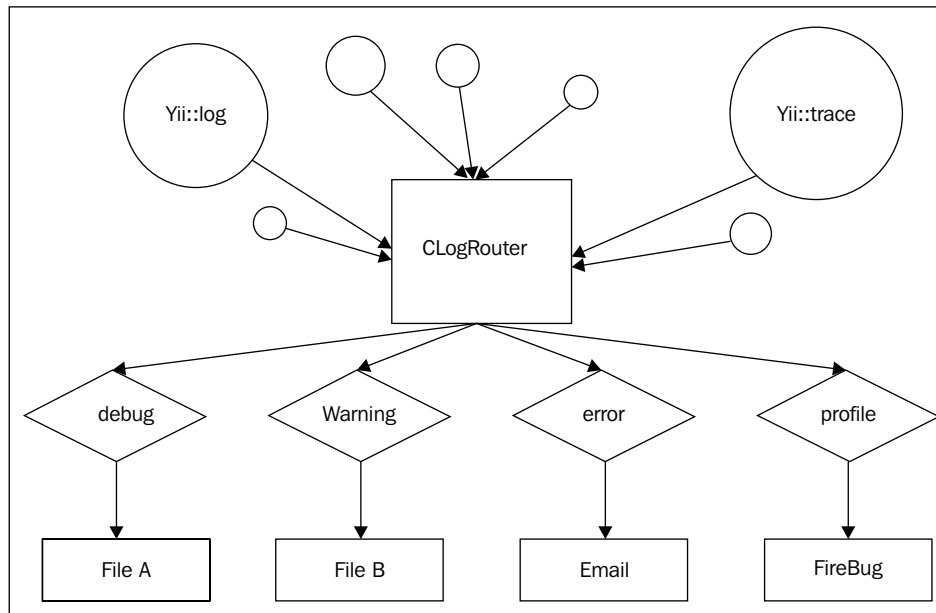 Yii::log
Yii::trace
CLogRouter
debug
Warning
error
profile
File A
File B
Email
FireBug